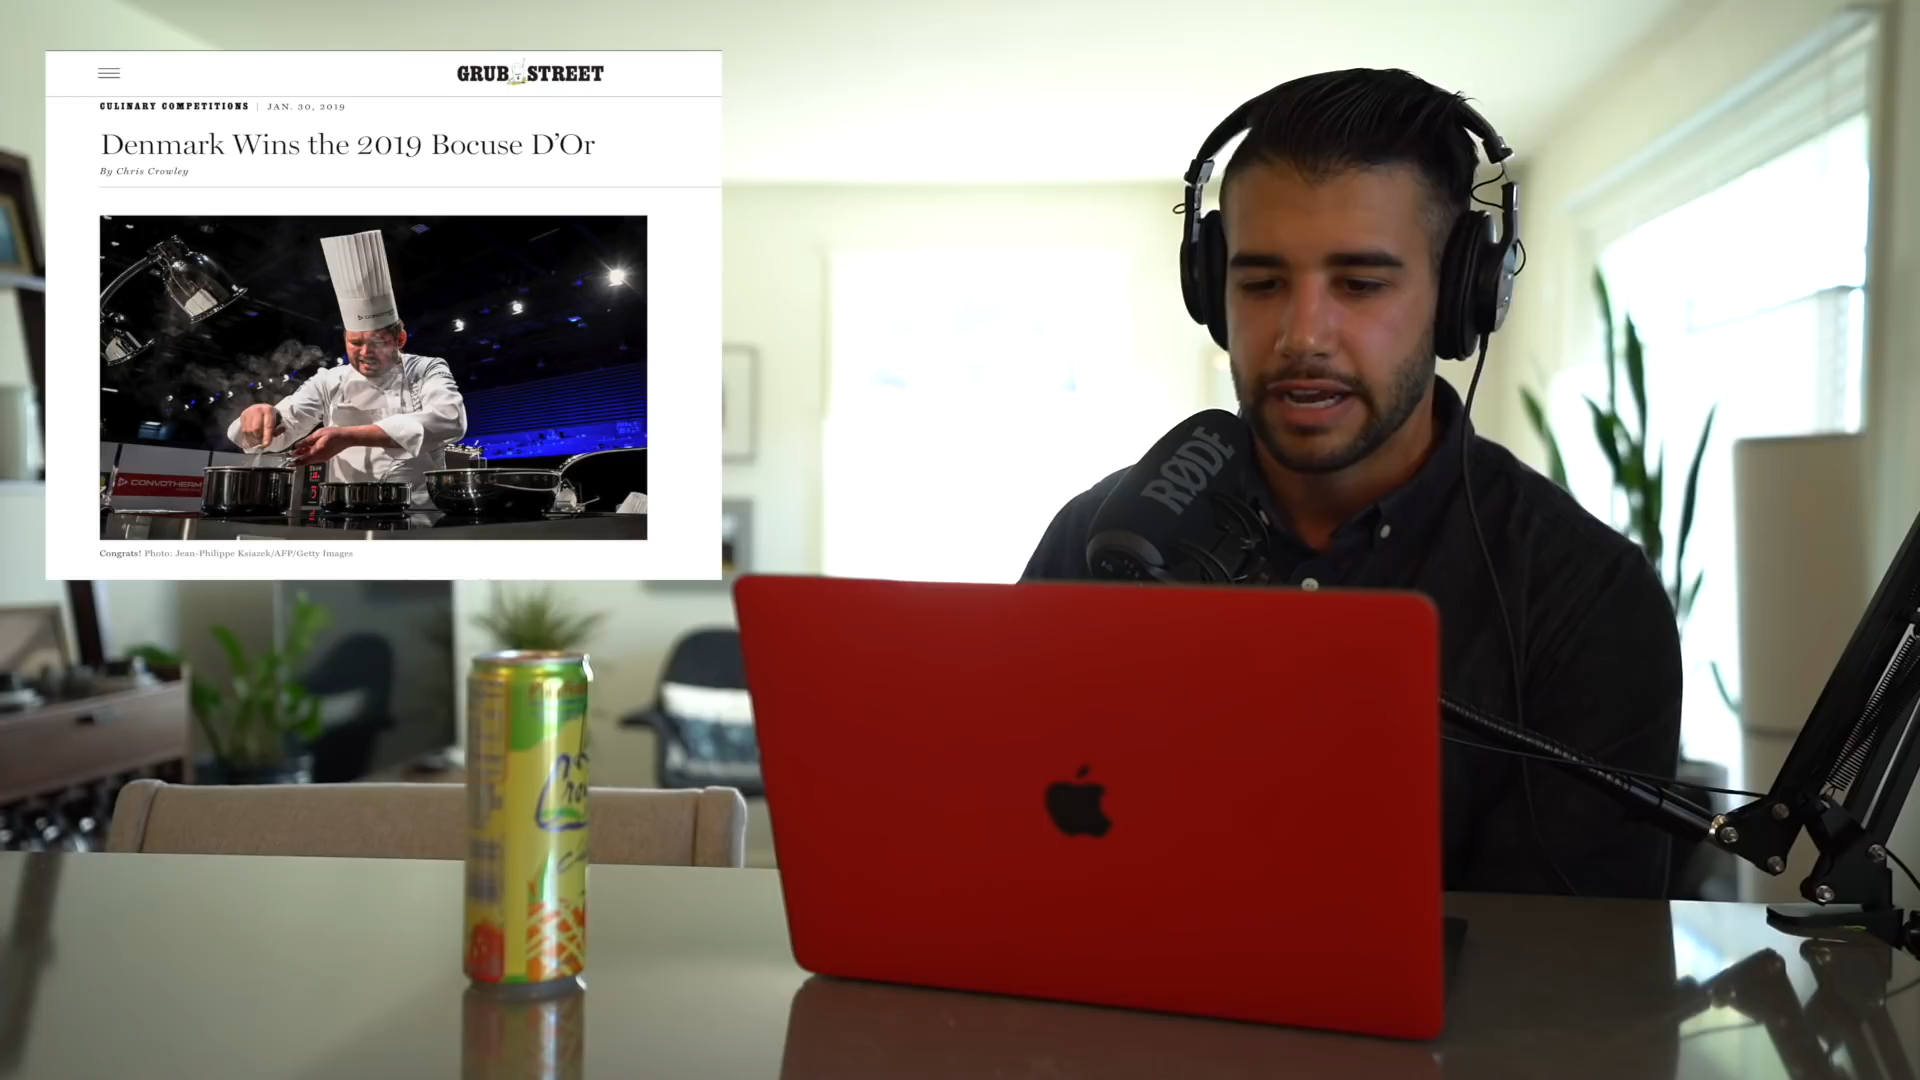 GRUB STREET
CULINARY COMPETITIONS | JAN. 30, 2019
Denmark Wins the 2019 Bocuse D'Or
By Chris Crowley
CONVOTHERM
Congrats! Photo: Jean-Philippe Ksiazek/AFP/Getty Images
RØDE